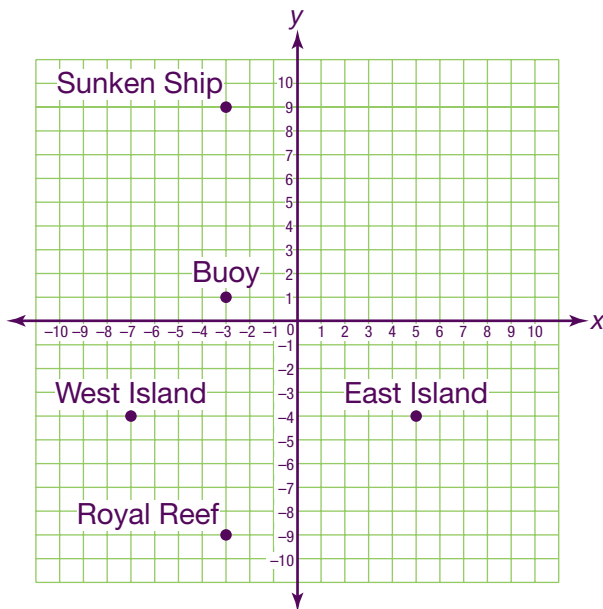 y
10
Sunken Ship
9
8
7
6
5
4
3
Buoy
2
1
x
–10 –9 –8 –7 –6 –5 –4 –3 –2 –1 0 1 2 3 4 5 6 7 8 9 10
–1
–2
West Island –3 East Island
–4
–5
–6
–7
Royal Reef –8
–9
–10